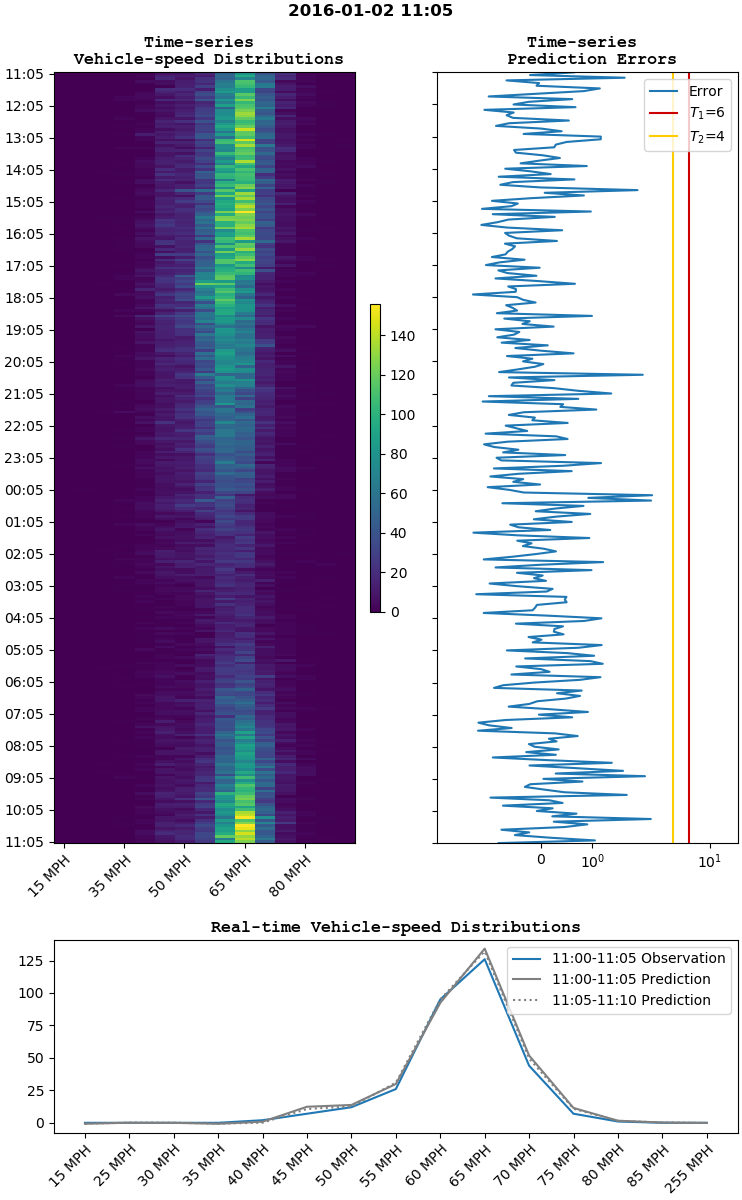 2016-01-02 11:05
Time-series
Vehicle-speed Distributions
11:05
12:05
13:05
14:05
15:05
16:05
17:05
18:05
19:05
20:05
21:05
22:05
23:05
00:05
01:05
02:05
03:05
04:05
05:05
06:05
07:05
08:05
09:05
10:05
11:05
15 MPH
35 MPH
50 MPH
65 MPH
80 MPH
140
120
100
80
60
40
20
0
Time-series
Prediction Errors
Error
T₁=6
T₂=4
0
10⁰
10¹
Real-time Vehicle-speed Distributions
125
100
75
50
25
0
11:00-11:05 Observation
11:00-11:05 Prediction
11:05-11:10 Prediction
15 MPH
25 MPH
30 MPH
35 MPH
40 MPH
45 MPH
50 MPH
55 MPH
60 MPH
65 MPH
70 MPH
75 MPH
80 MPH
85 MPH
255 MPH